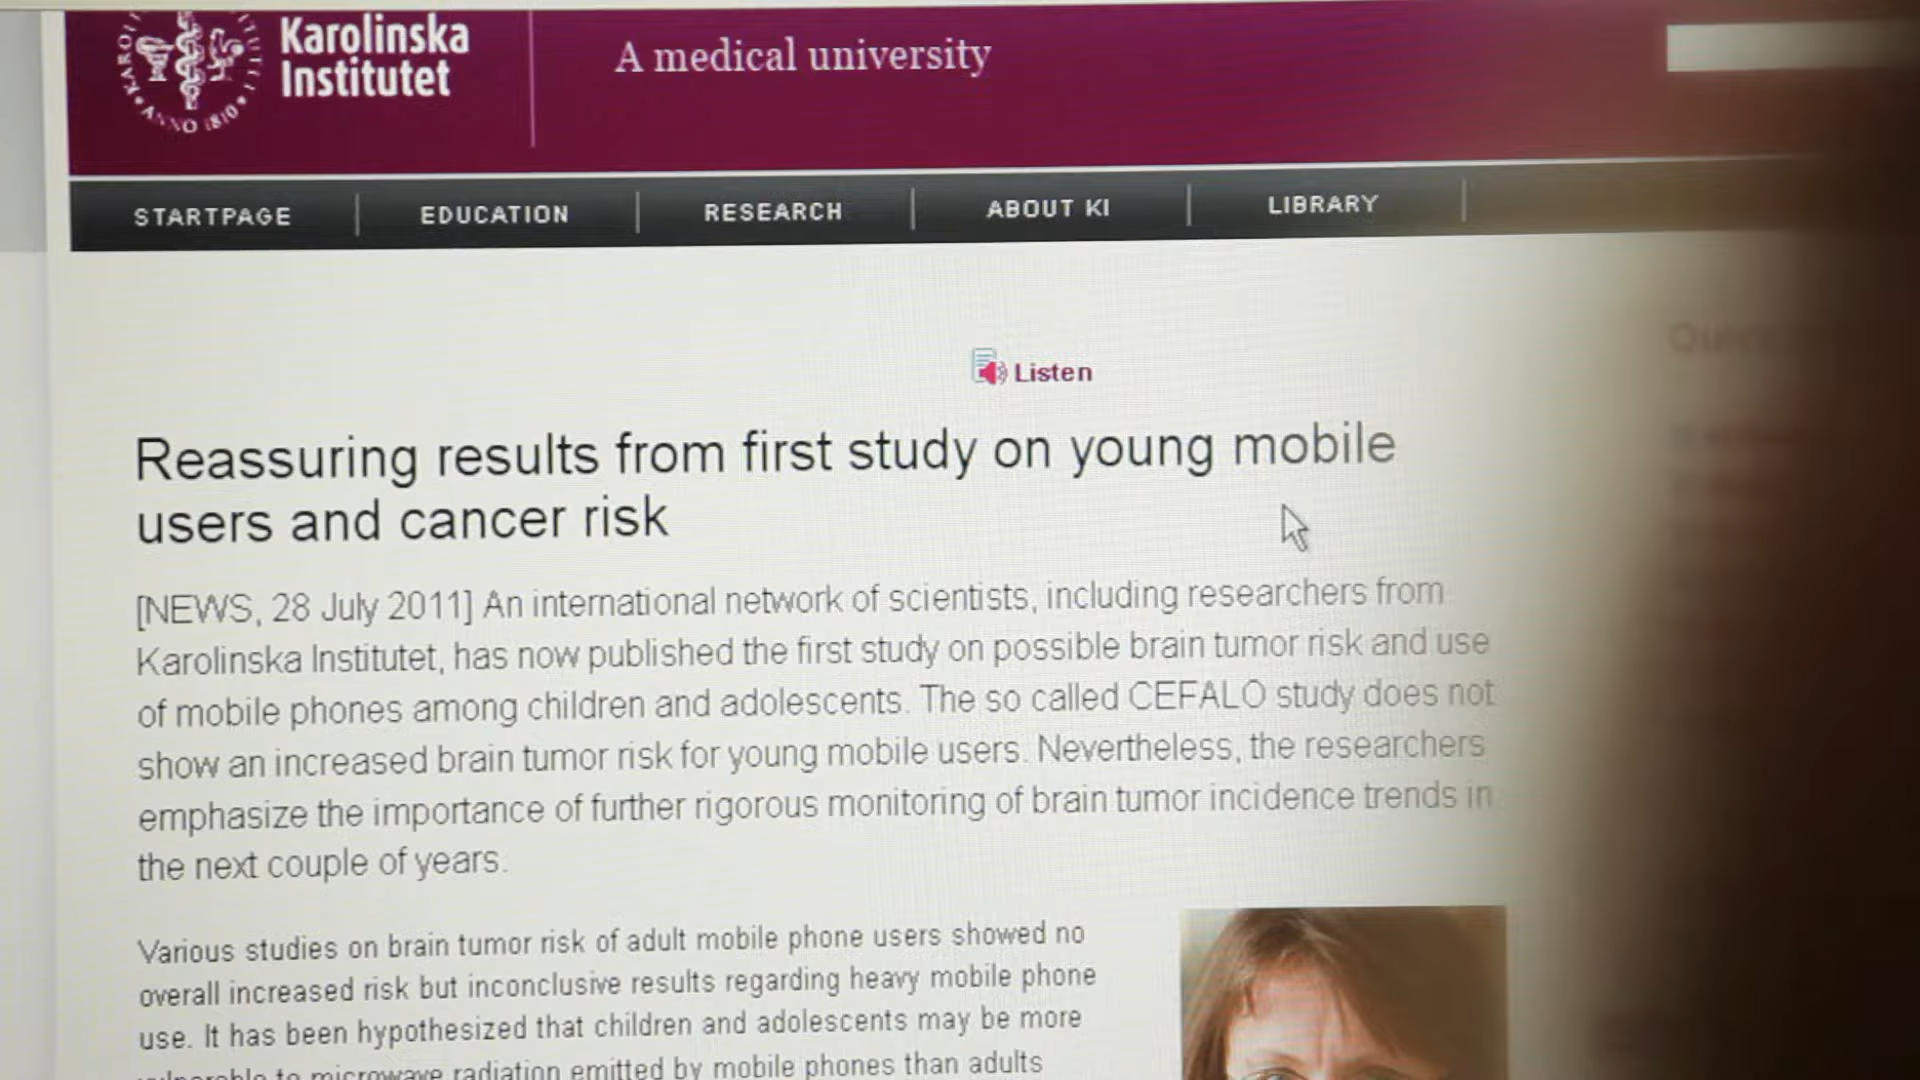 Karolinska
Institutet
ANNO 1810
A medical university
STARTPAGE
EDUCATION
RESEARCH
ABOUT KI
LIBRARY
Listen
Reassuring results from first study on young mobile
users and cancer risk
[NEWS, 28 July 2011] An international network of scientists, including researchers from
Karolinska Institutet, has now published the first study on possible brain tumor risk and use
of mobile phones among children and adolescents. The so called CEFALO study does not
show an increased brain tumor risk for young mobile users. Nevertheless, the researchers
emphasize the importance of further rigorous monitoring of brain tumor incidence trends in
the next couple of years.
Various studies on brain tumor risk of adult mobile phone users showed no
overall increased risk but inconclusive results regarding heavy mobile phone
use. It has been hypothesized that children and adolescents may be more
vulnerable to microwave radiation emitted by mobile phones than adults